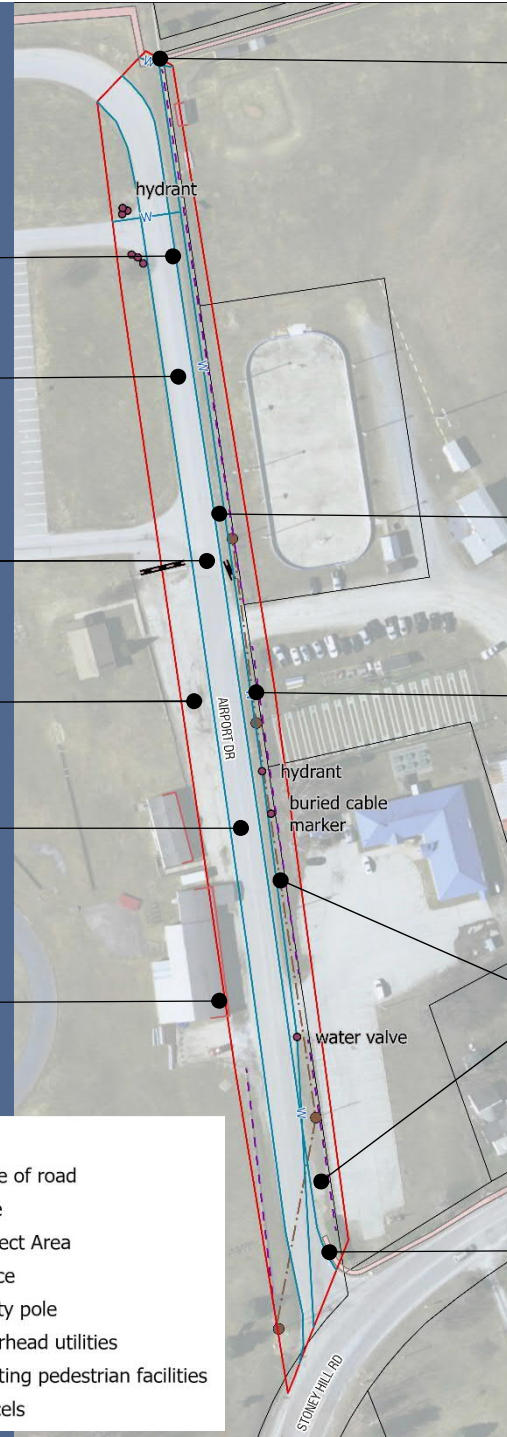 W
hydrant
W
W
AIRPORT DR
hydrant
buried cable
marker
water valve
W
e of road
e
ect Area
ce
ty pole
rhead utilities
ting pedestrian facilities
cels
STONEY HILL RD